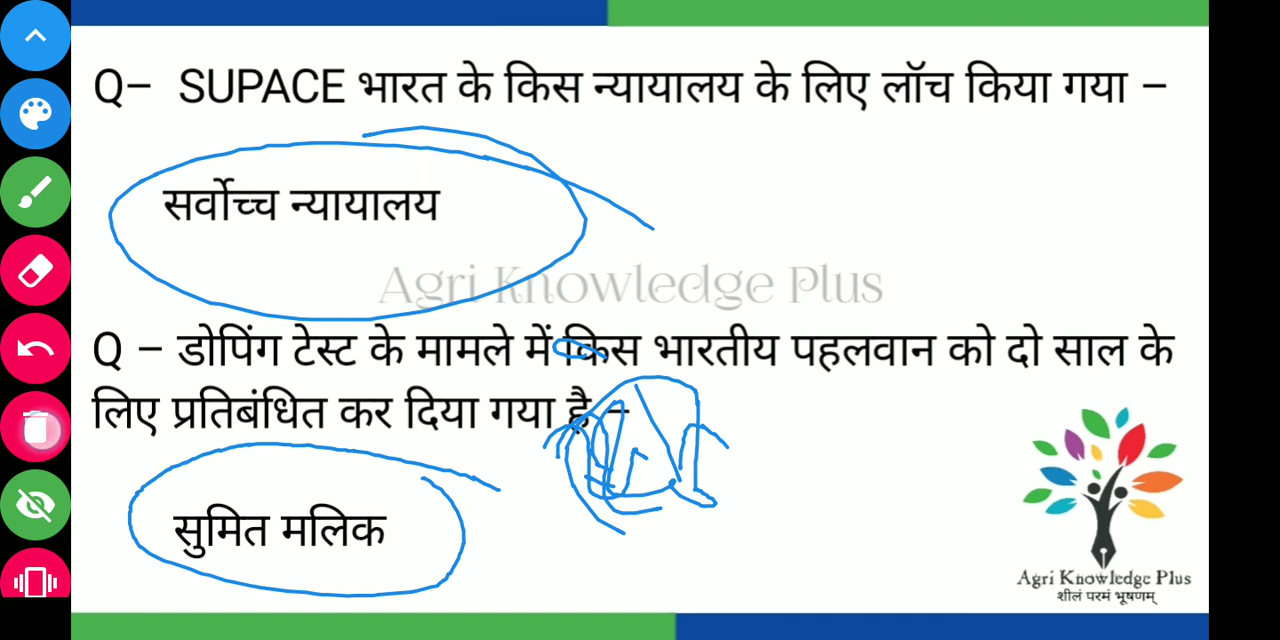 Q– SUPACE भारत के किस न्यायालय के लिए लॉच किया गया –
सर्वोच्च न्यायालय
Agri Knowledge Plus
Q – डोपिंग टेस्ट के मामले में किस भारतीय पहलवान को दो साल के
लिए प्रतिबंधित कर दिया गया है –
सुमित मलिक
Agri Knowledge Plus
शीलं परमं भूषणम्